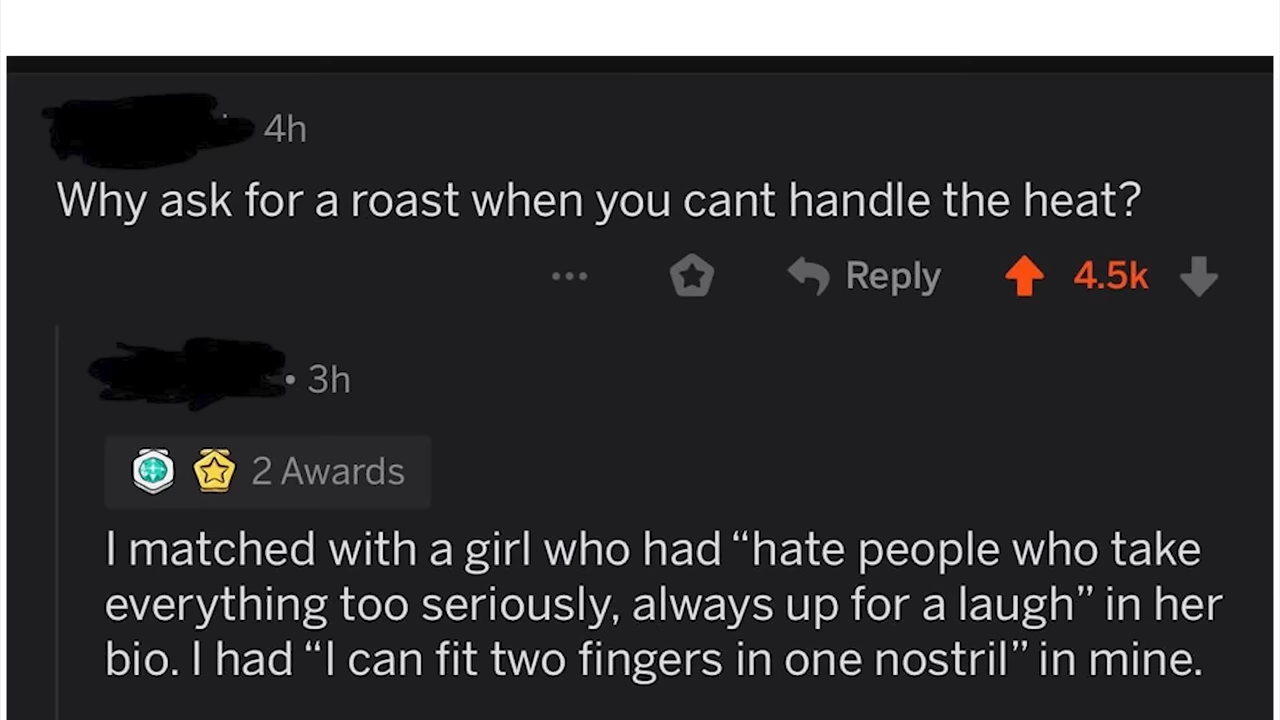 4h
Why ask for a roast when you cant handle the heat?
Reply 4.5k
• 3h
2 Awards
I matched with a girl who had “hate people who take
everything too seriously, always up for a laugh” in her
bio. I had “I can fit two fingers in one nostril” in mine.